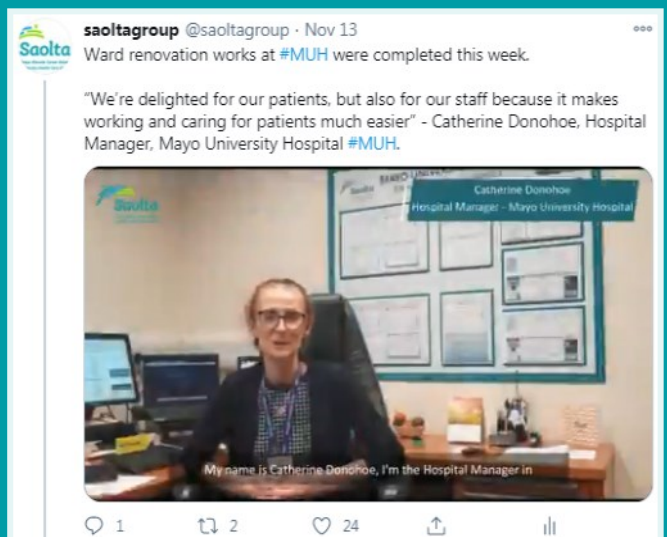 saoltagroup @saoltagroup · Nov 13
Saolta
Ward renovation works at #MUH were completed this week.
"We're delighted for our patients, but also for our staff because it makes
working and caring for patients much easier" - Catherine Donohoe, Hospital
Manager, Mayo University Hospital #MUH.
Saolta
Catherine Donohoe
Hospital Manager - Mayo University Hospital
My name is Catherine Donohoe, I'm the Hospital Manager in
1 2 24